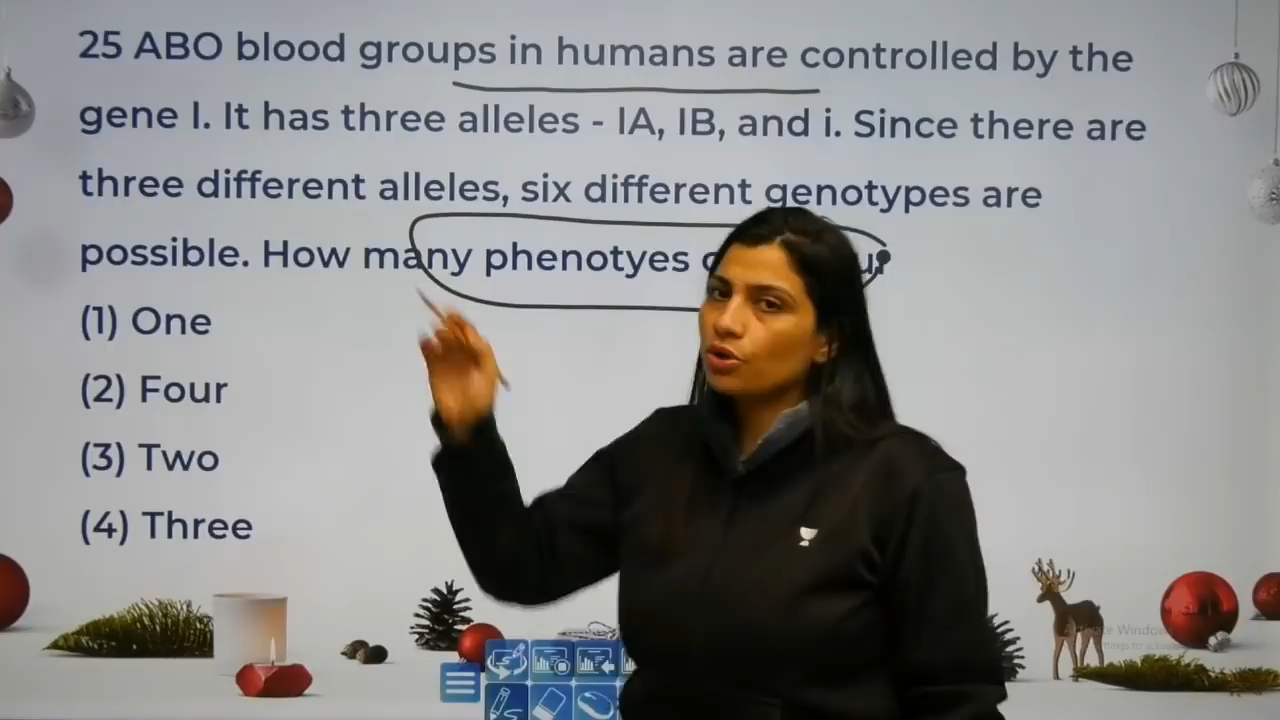 25 ABO blood groups in humans are controlled by the
gene I. It has three alleles - IA, IB, and i. Since there are
three different alleles, six different genotypes are
possible. How many phenotyes
(1) One
(2) Four
(3) Two
(4) Three